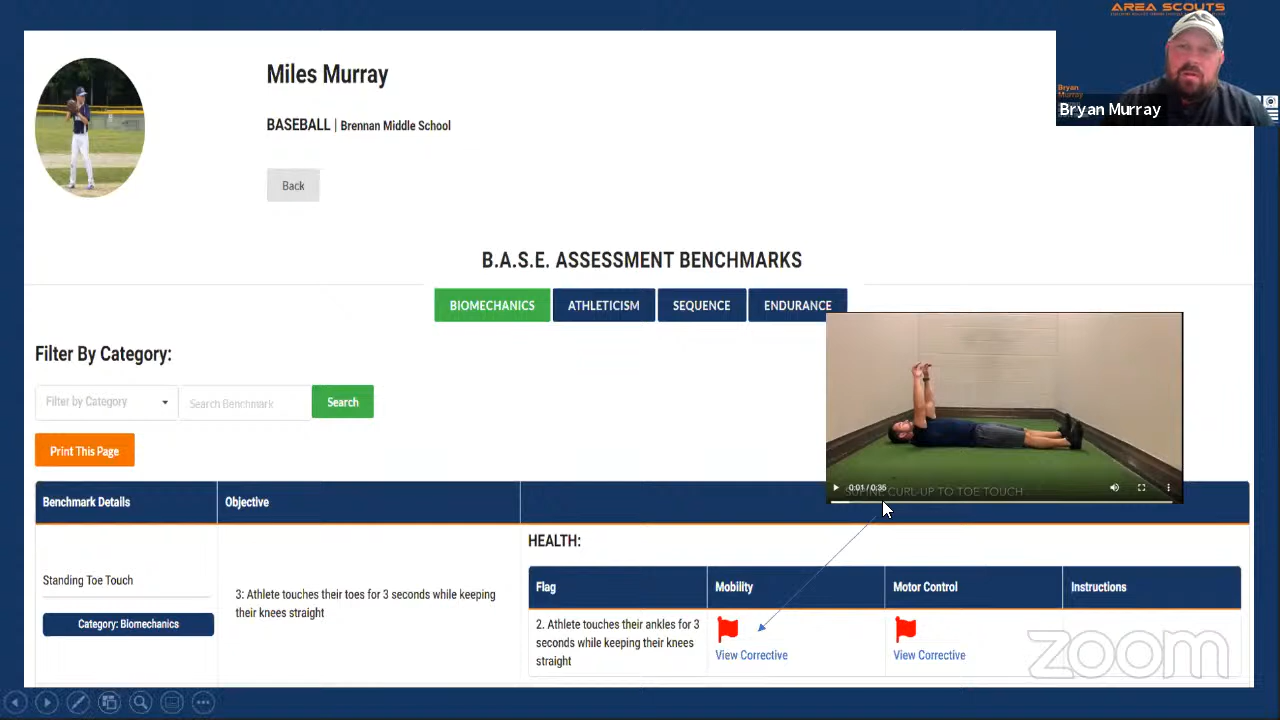 AREA SCOUTS
Bryan
Murray
Bryan Murray
Miles Murray
BASEBALL | Brennan Middle School
Back
B.A.S.E. ASSESSMENT BENCHMARKS
BIOMECHANICS ATHLETICISM SEQUENCE ENDURANCE
Filter By Category:
Filter by Category Search Benchmark Search
Print This Page
0:01 / 0:35
SUPINE CURL-UP TO TOE TOUCH
Benchmark Details Objective
HEALTH:
Flag Mobility Motor Control Instructions
Standing Toe Touch
Category: Biomechanics
3: Athlete touches their toes for 3 seconds while keeping
their knees straight
2. Athlete touches their ankles for 3
seconds while keeping their knees
straight
View Corrective View Corrective
zoom